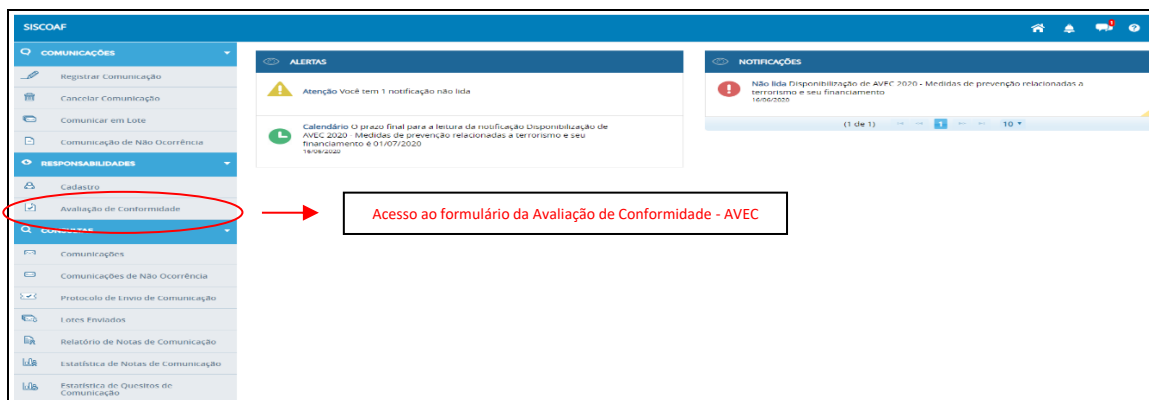 SISCOAF
COMUNICAÇÕES
Registrar Comunicação
Cancelar Comunicação
Comunicar em Lote
Comunicação de Não Ocorrência
RESPONSABILIDADES
Cadastro
Avaliação de Conformidade
CONSULTAS
Comunicações
Comunicações de Não Ocorrência
Protocolo de Envio de Comunicação
Lotes Enviados
Relatório de Notas de Comunicação
Estatística de Notas de Comunicação
Estatística de Quesitos de
Comunicação
ALERTAS
Atenção Você tem 1 notificação não lida
Calendário O prazo final para a leitura da notificação Disponibilização de
AVEC 2020 - Medidas de prevenção relacionadas a terrorismo e seu
financiamento é 01/07/2020
16/06/2020
NOTIFICAÇÕES
Não lida Disponibilização de AVEC 2020 - Medidas de prevenção relacionadas a
terrorismo e seu financiamento
16/06/2020
(1 de 1) 1 10
Acesso ao formulário da Avaliação de Conformidade - AVEC